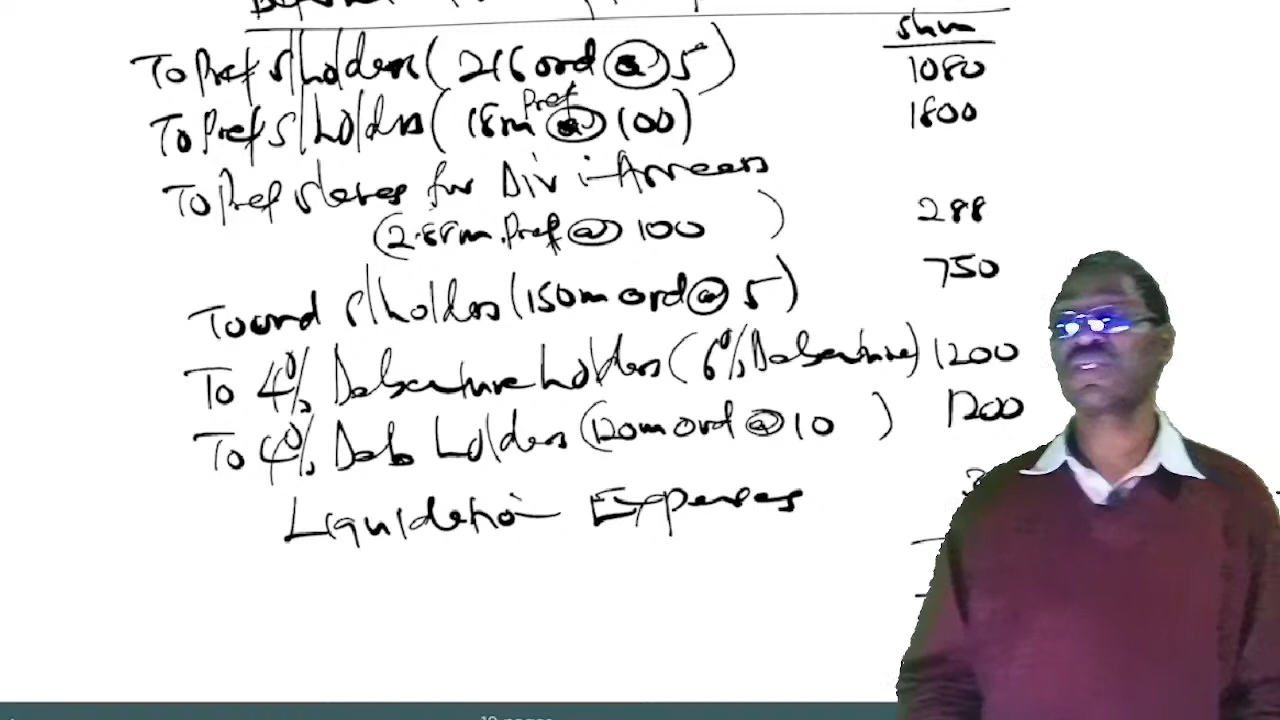 shm
To Pref s/holders (216 ord @ 5) 1080
To Pref s/holders (18m Pref @ 100) 1800
To Pref shares for Div i-Arrears
(2.88m Pref @ 100) 288
To ord s/holders (150m ord @ 5) 750
To 4% Debenture holders (6% Debenture) 1200
To 4% Deb holders (120m ord @ 10) 1200
Liquidation Expenses